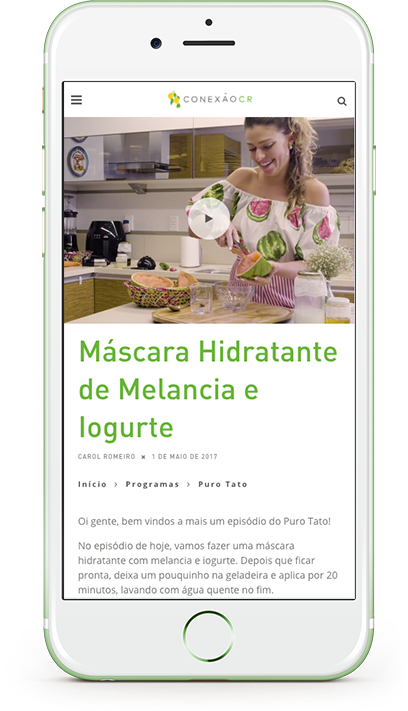 CONEXÃOCR
Máscara Hidratante
de Melancia e
Iogurte
CAROL ROMEIRO × 1 DE MAIO DE 2017
Início > Programas > Puro Tato
Oi gente, bem vindos a mais um episódio do Puro Tato!
No episódio de hoje, vamos fazer uma máscara
hidratante com melancia e iogurte. Depois que ficar
pronta, deixa um pouquinho na geladeira e aplica por 20
minutos, lavando com água quente no fim.